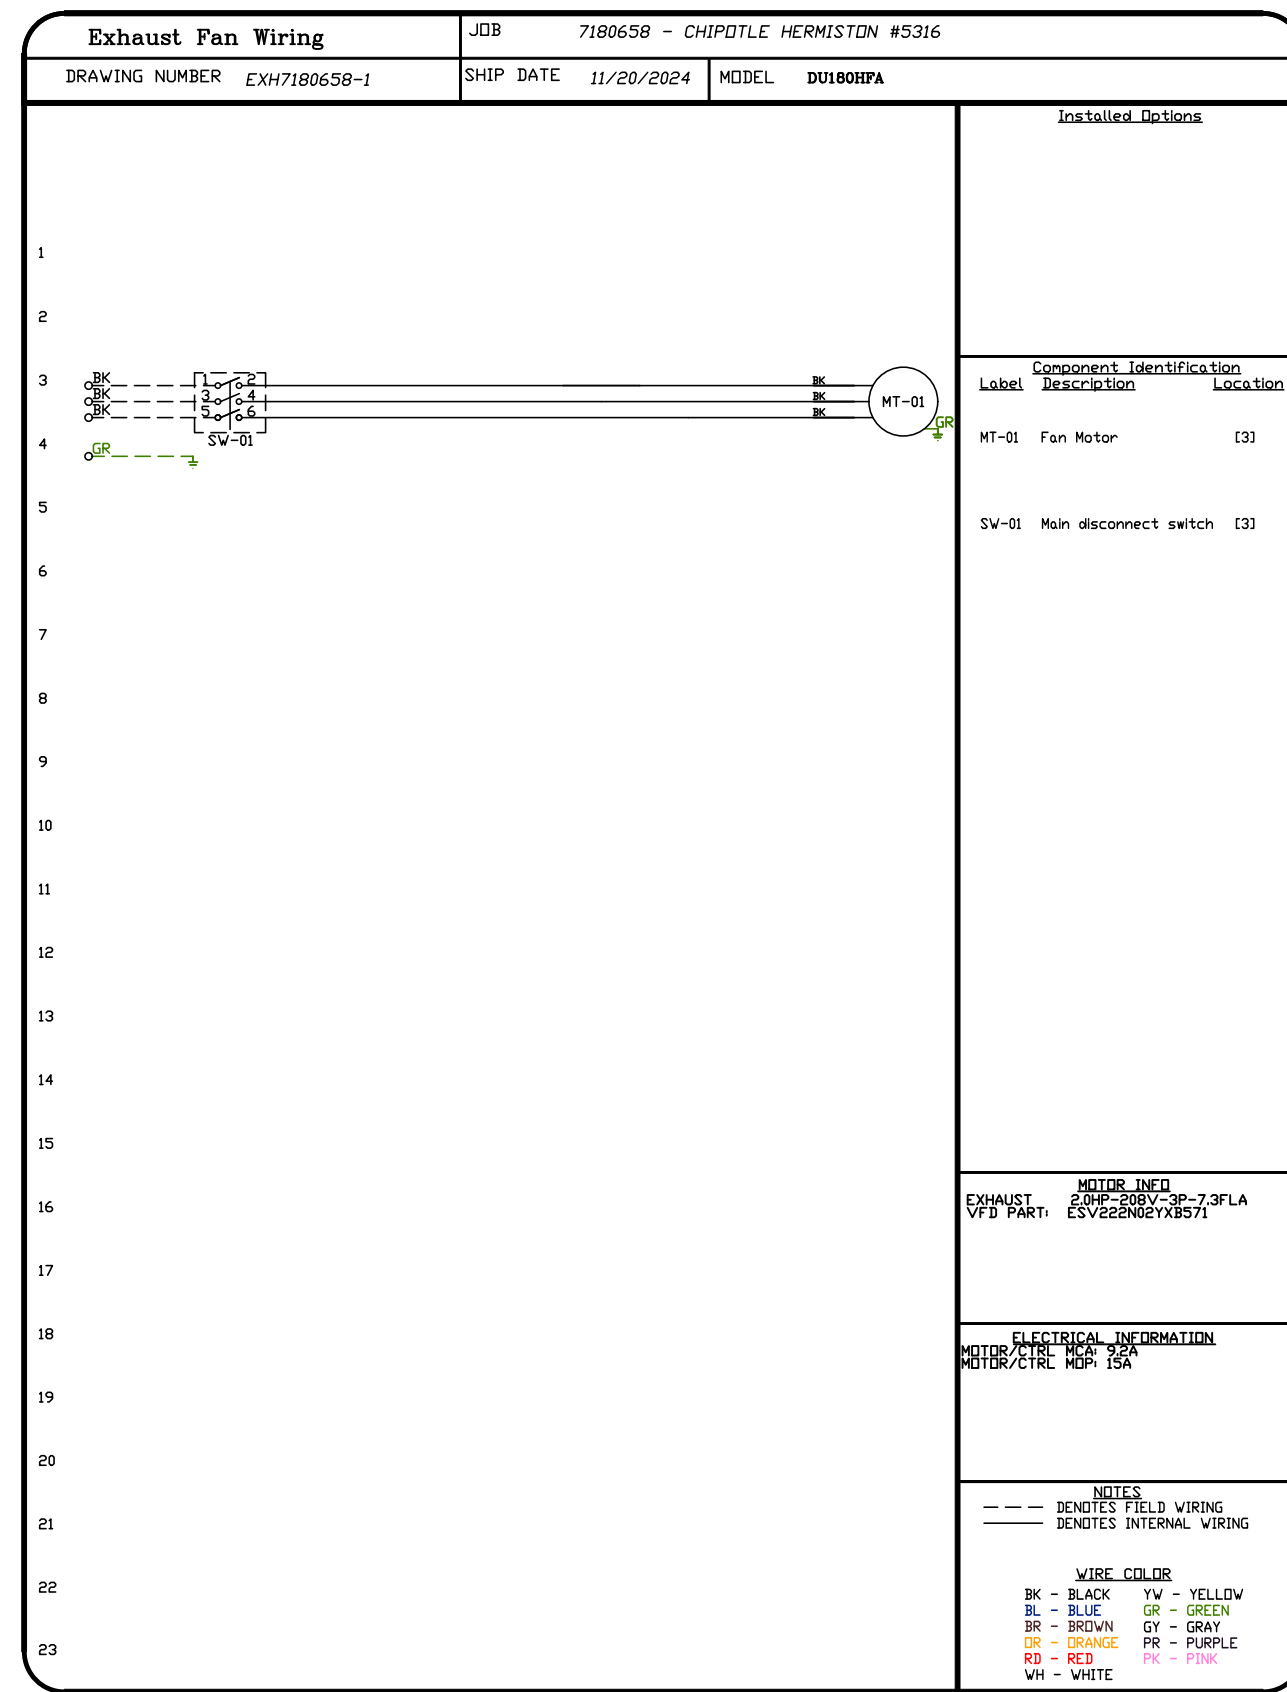 Exhaust Fan Wiring
JOB 7180658 - CHIPOTLE HERMISTON #5316
DRAWING NUMBER EXH7180658-1
SHIP DATE 11/20/2024
MODEL DU180HFA
Installed Options
1
2
3
BK 1 2 BK
BK 3 4 BK
BK 5 6 BK
MT-01
GR
SW-01
4
GR
5
6
7
8
9
10
11
12
13
14
15
16
17
18
19
20
21
22
23
Component Identification
Label Description Location
MT-01 Fan Motor [3]
SW-01 Main disconnect switch [3]
MOTOR INFO
EXHAUST 2.0HP-208V-3P-7.3FLA
VFD PART: ESV222N02YXB571
ELECTRICAL INFORMATION
MOTOR/CTRL MCA: 9.2A
MOTOR/CTRL MOP: 15A
NOTES
DENOTES FIELD WIRING
DENOTES INTERNAL WIRING
WIRE COLOR
BK - BLACK YW - YELLOW
BL - BLUE GR - GREEN
BR - BROWN GY - GRAY
OR - ORANGE PR - PURPLE
RD - RED PK - PINK
WH - WHITE